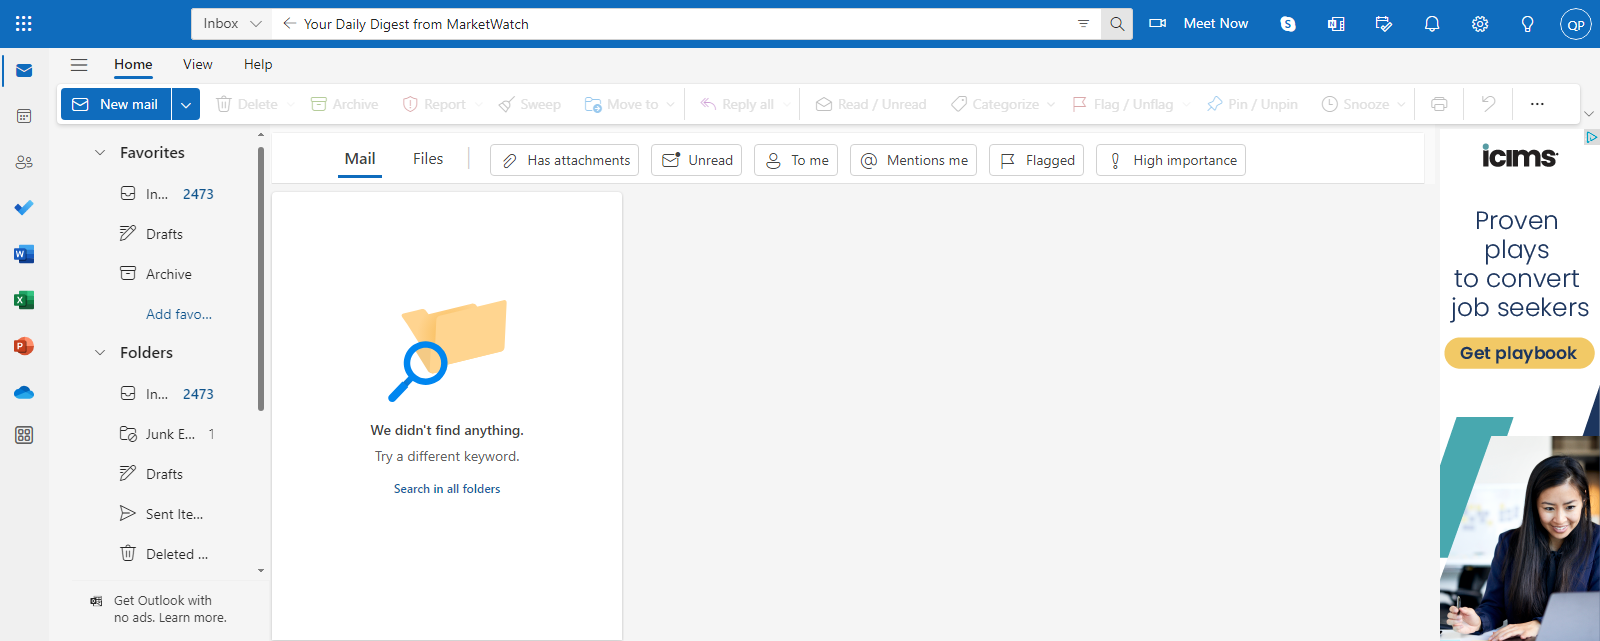 Inbox
Your Daily Digest from MarketWatch
Meet Now
QP
Home
View
Help
New mail
Delete
Archive
Report
Sweep
Move to
Reply all
Read / Unread
Categorize
Flag / Unflag
Pin / Unpin
Snooze
...
Favorites
In... 2473
Drafts
Archive
Add favo...
Folders
In... 2473
Junk E... 1
Drafts
Sent Ite...
Deleted ...
Get Outlook with
no ads. Learn more.
Mail
Files
Has attachments
Unread
To me
Mentions me
Flagged
High importance
We didn't find anything.
Try a different keyword.
Search in all folders
icims
Proven
plays
to convert
job seekers
Get playbook